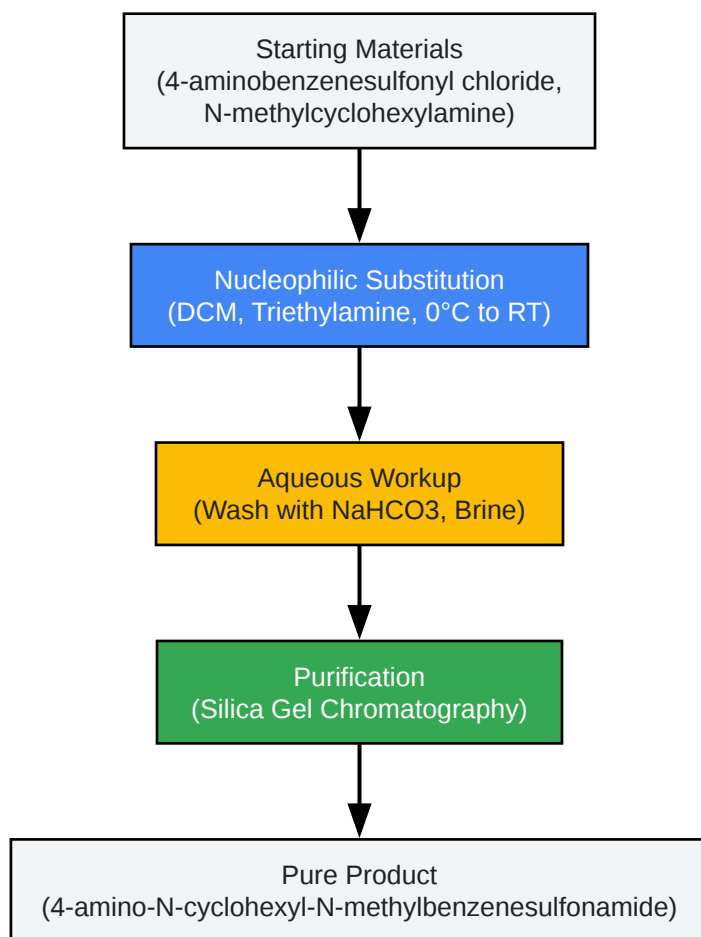 Starting Materials
(4-aminobenzenesulfonyl chloride,
N-methylcyclohexylamine)
Nucleophilic Substitution
(DCM, Triethylamine, 0°C to RT)
Aqueous Workup
(Wash with NaHCO3, Brine)
Purification
(Silica Gel Chromatography)
Pure Product
(4-amino-N-cyclohexyl-N-methylbenzenesulfonamide)